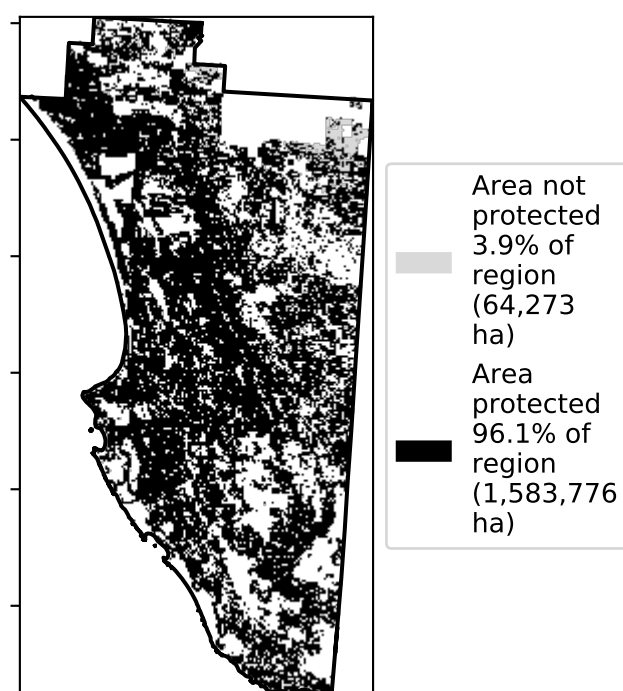 Area not
protected
3.9% of
region
(64,273
ha)
Area
protected
96.1% of
region
(1,583,776
ha)